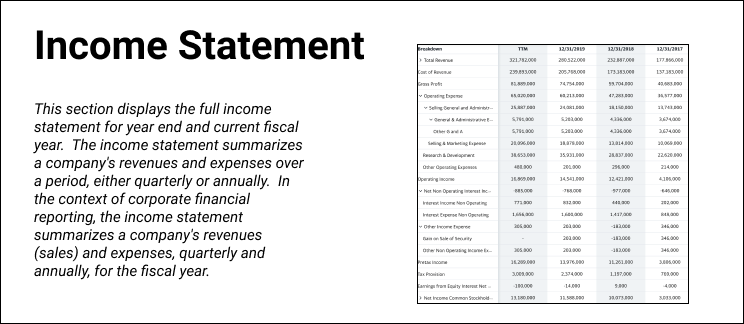 Income Statement
This section displays the full income
statement for year end and current fiscal
year.  The income statement summarizes
a company's revenues and expenses over
a period, either quarterly or annually.  In
the context of corporate financial
reporting, the income statement
summarizes a company's revenues
(sales) and expenses, quarterly and
annually, for the fiscal year.
Breakdown TTM 12/31/2019 12/31/2018 12/31/2017
Total Revenue 321,782,000 280,522,000 232,887,000 177,866,000
Cost of Revenue 239,893,000 205,768,000 173,183,000 137,183,000
Gross Profit 81,889,000 74,754,000 59,704,000 40,683,000
Operating Expense 65,020,000 60,213,000 47,283,000 36,577,000
Selling General and Administr... 25,887,000 24,081,000 18,150,000 13,743,000
General & Administrative E... 5,791,000 5,203,000 4,336,000 3,674,000
Other G and A 5,791,000 5,203,000 4,336,000 3,674,000
Selling & Marketing Expense 20,096,000 18,878,000 13,814,000 10,069,000
Research & Development 38,653,000 35,931,000 28,837,000 22,620,000
Other Operating Expenses 480,000 201,000 296,000 214,000
Operating Income 16,869,000 14,541,000 12,421,000 4,106,000
Net Non Operating Interest Inc... -885,000 -768,000 -977,000 -646,000
Interest Income Non Operating 771,000 832,000 440,000 202,000
Interest Expense Non Operating 1,656,000 1,600,000 1,417,000 848,000
Other Income Expense 305,000 203,000 -183,000 346,000
Gain on Sale of Security - 203,000 -183,000 346,000
Other Non Operating Income Ex... 305,000 203,000 -183,000 346,000
Pretax Income 16,289,000 13,976,000 11,261,000 3,806,000
Tax Provision 3,009,000 2,374,000 1,197,000 769,000
Earnings from Equity Interest Net ... -100,000 -14,000 9,000 -4,000
Net Income Common Stockhold... 13,180,000 11,588,000 10,073,000 3,033,000